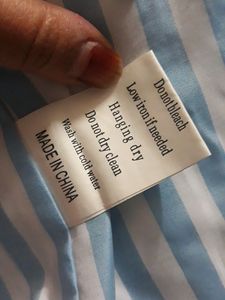 Do not bleach
Low iron if needed
Hanging dry
Do not dry clean
Wash with cold water
MADE IN CHINA